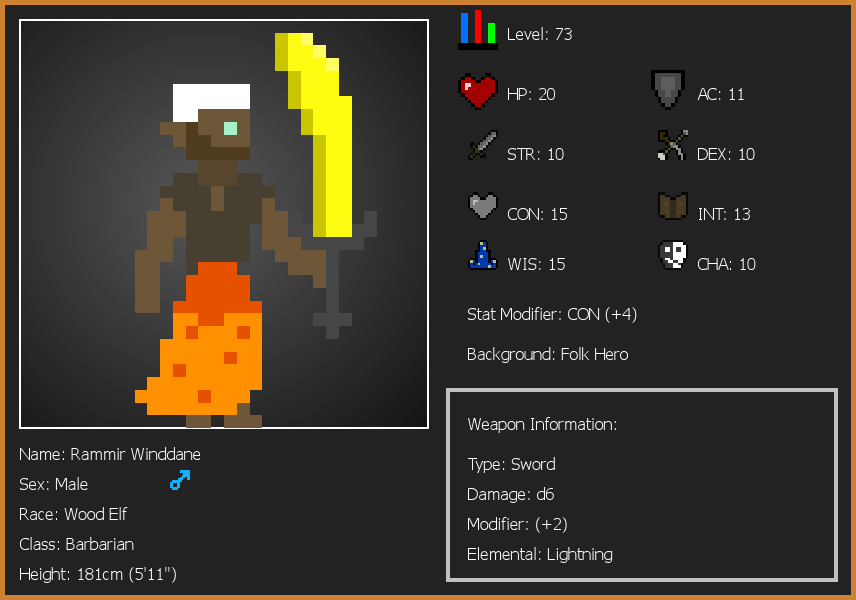 Level: 73
HP: 20
AC: 11
STR: 10
DEX: 10
CON: 15
INT: 13
WIS: 15
CHA: 10
Stat Modifier: CON (+4)
Background: Folk Hero
Weapon Information:
Type: Sword
Damage: d6
Modifier: (+2)
Elemental: Lightning
Name: Rammir Winddane
Sex: Male
Race: Wood Elf
Class: Barbarian
Height: 181cm (5'11")